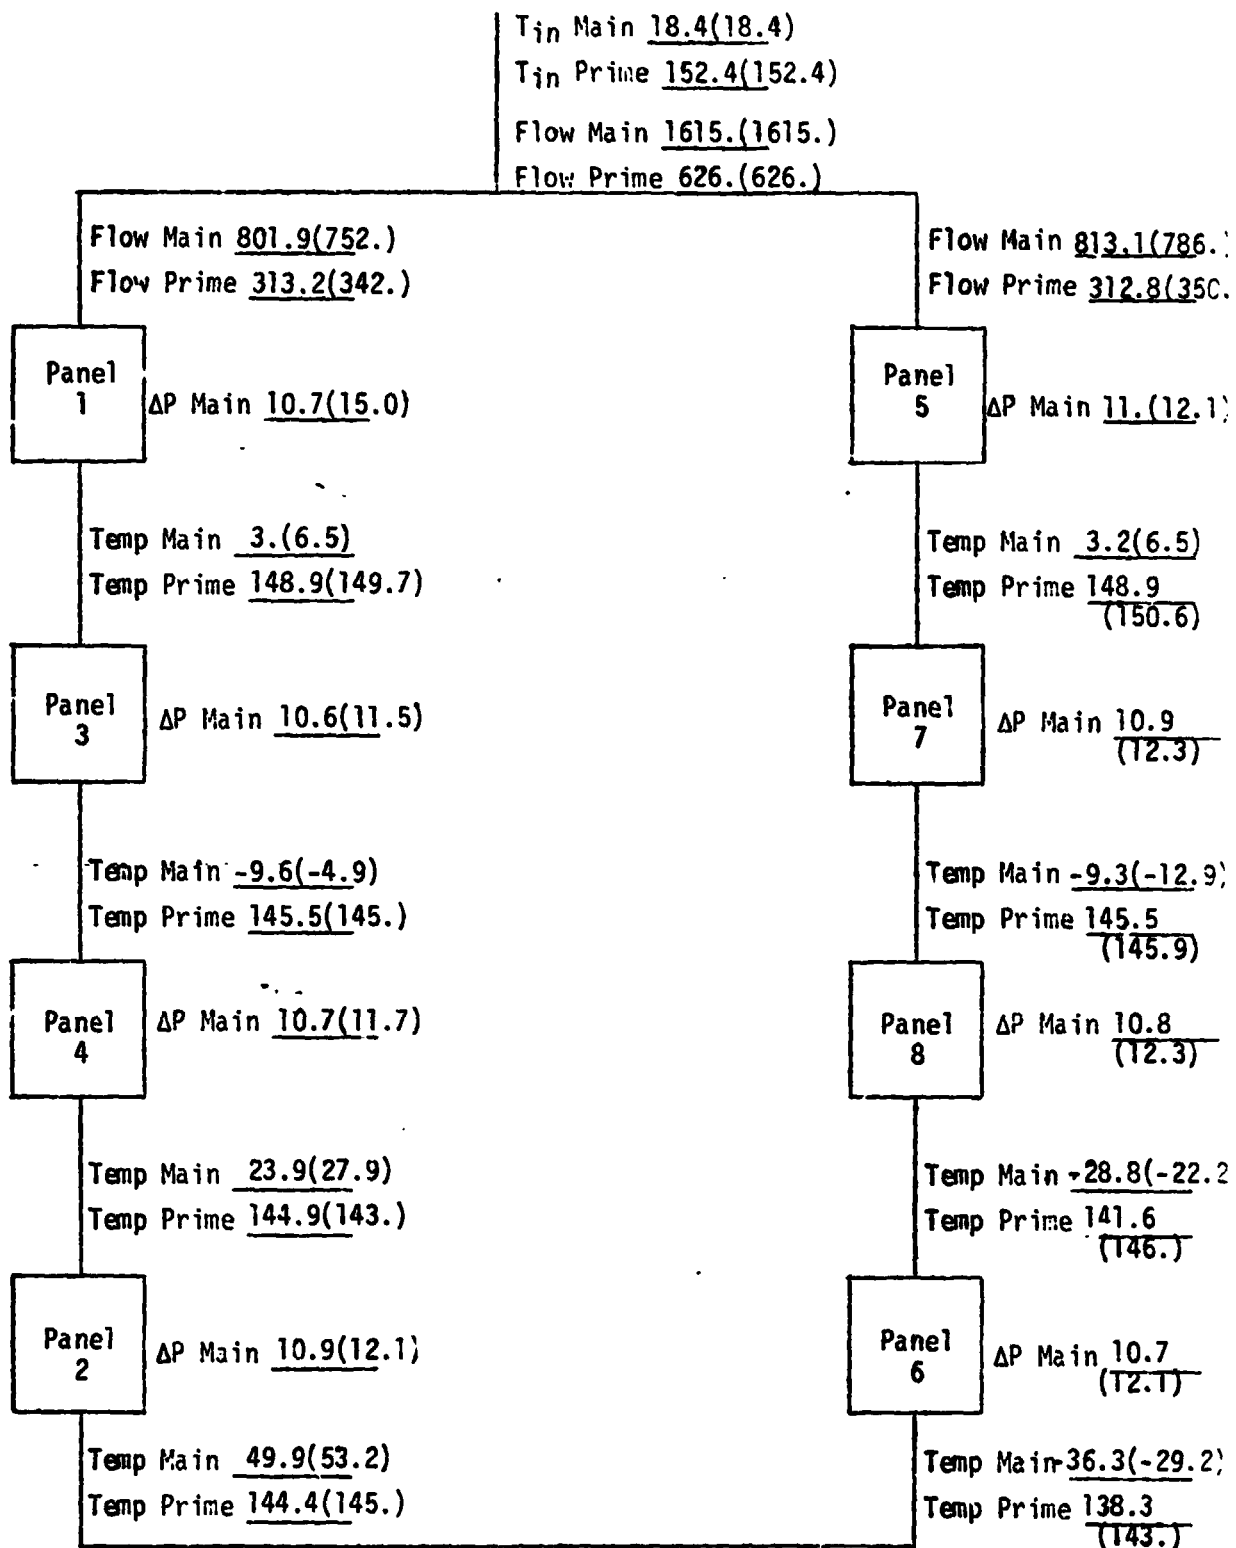 Tin Main 18.4(18.4)
Tin Prime 152.4(152.4)
Flow Main 1615.(1615.)
Flow Prime 626.(626.)
Flow Main 801.9(752.)
Flow Prime 313.2(342.)
Panel
1
ΔP Main 10.7(15.0)
Temp Main 3.(6.5)
Temp Prime 148.9(149.7)
Panel
3
ΔP Main 10.6(11.5)
Temp Main -9.6(-4.9)
Temp Prime 145.5(145.)
Panel
4
ΔP Main 10.7(11.7)
Temp Main 23.9(27.9)
Temp Prime 144.9(143.)
Panel
2
ΔP Main 10.9(12.1)
Temp Main 49.9(53.2)
Temp Prime 144.4(145.)
Flow Main 813.1(786.)
Flow Prime 312.8(350.
Panel
5
ΔP Main 11.(12.1)
Temp Main 3.2(6.5)
Temp Prime 148.9
(150.6)
Panel
7
ΔP Main 10.9
(12.3)
Temp Main -9.3(-12.9)
Temp Prime 145.5
(145.9)
Panel
8
ΔP Main 10.8
(12.3)
Temp Main -28.8(-22.2
Temp Prime 141.6
(146.)
Panel
6
ΔP Main 10.7
(12.1)
Temp Main-36.3(-29.2)
Temp Prime 138.3
(143.)